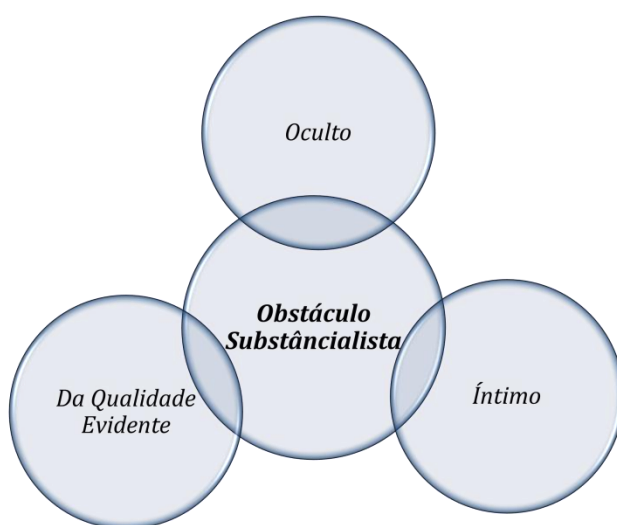 Oculto
Obstáculo
Substâncialista
Da Qualidade
Evidente
Íntimo